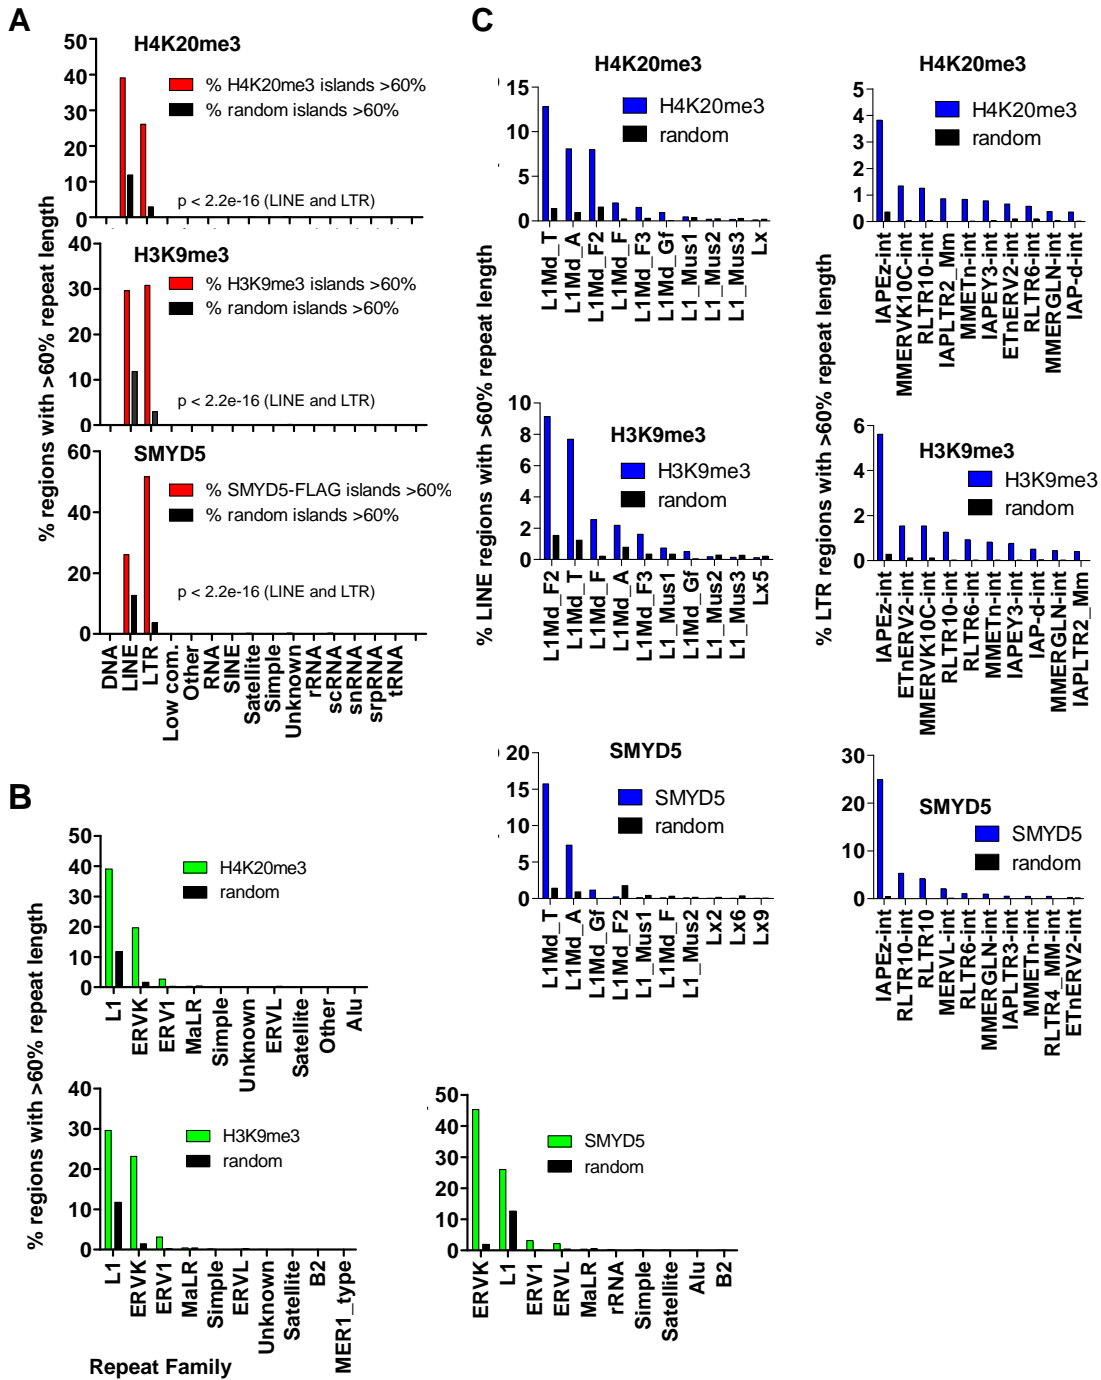 A
H4K20me3
50
40
30
20
10
0
% H4K20me3 islands >60%
% random islands >60%
p < 2.2e-16 (LINE and LTR)
% regions with >60% repeat length
H3K9me3
40
30
20
10
0
% H3K9me3 islands >60%
% random islands >60%
p < 2.2e-16 (LINE and LTR)
SMYD5
60
40
20
0
% SMYD5-FLAG islands >60%
% random islands >60%
p < 2.2e-16 (LINE and LTR)
DNA
LINE
LTR
Low com.
Other
RNA
SINE
Satellite
Simple
Unknown
rRNA
scRNA
snRNA
srpRNA
tRNA
B
% regions with >60% repeat length
50
40
30
20
10
0
H4K20me3
random
L1
ERVK
ERV1
MaLR
Simple
Unknown
ERVL
Satellite
Other
Alu
40
30
20
10
0
H3K9me3
random
L1
ERVK
ERV1
MaLR
Simple
ERVL
Unknown
Satellite
B2
MER1_type
Repeat Family
50
40
30
20
10
0
SMYD5
random
ERVK
L1
ERV1
ERVL
MaLR
rRNA
Simple
Satellite
Alu
B2
C
% LINE regions with >60% repeat length
H4K20me3
15
10
5
0
H4K20me3
random
L1Md_T
L1Md_A
L1Md_F2
L1Md_F
L1Md_F3
L1Md_Gf
L1_Mus1
L1_Mus2
L1_Mus3
Lx
H3K9me3
10
8
6
4
2
0
H3K9me3
random
L1Md_F2
L1Md_T
L1Md_F
L1Md_A
L1Md_F3
L1_Mus1
L1Md_Gf
L1_Mus2
L1_Mus3
Lx5
SMYD5
20
15
10
5
0
SMYD5
random
L1Md_T
L1Md_A
L1Md_Gf
L1Md_F2
L1_Mus1
L1Md_F
L1_Mus2
Lx2
Lx6
Lx9
% LTR regions with >60% repeat length
H4K20me3
5
4
3
2
1
0
H4K20me3
random
IAPEz-int
MMERVK10C-int
RLTR10-int
IAPLTR2_Mm
MMETn-int
IAPEY3-int
ETnERV2-int
RLTR6-int
MMERGLN-int
IAP-d-int
H3K9me3
6
4
2
0
H3K9me3
random
IAPEz-int
ETnERV2-int
MMERVK10C-int
RLTR10-int
RLTR6-int
MMETn-int
IAPEY3-int
IAP-d-int
MMERGLN-int
IAPLTR2_Mm
SMYD5
30
20
10
0
SMYD5
random
IAPEz-int
RLTR10-int
RLTR10
MERVL-int
RLTR6-int
MMERGLN-int
IAPLTR3-int
MMETn-int
RLTR4_MM-int
ETnERV2-int